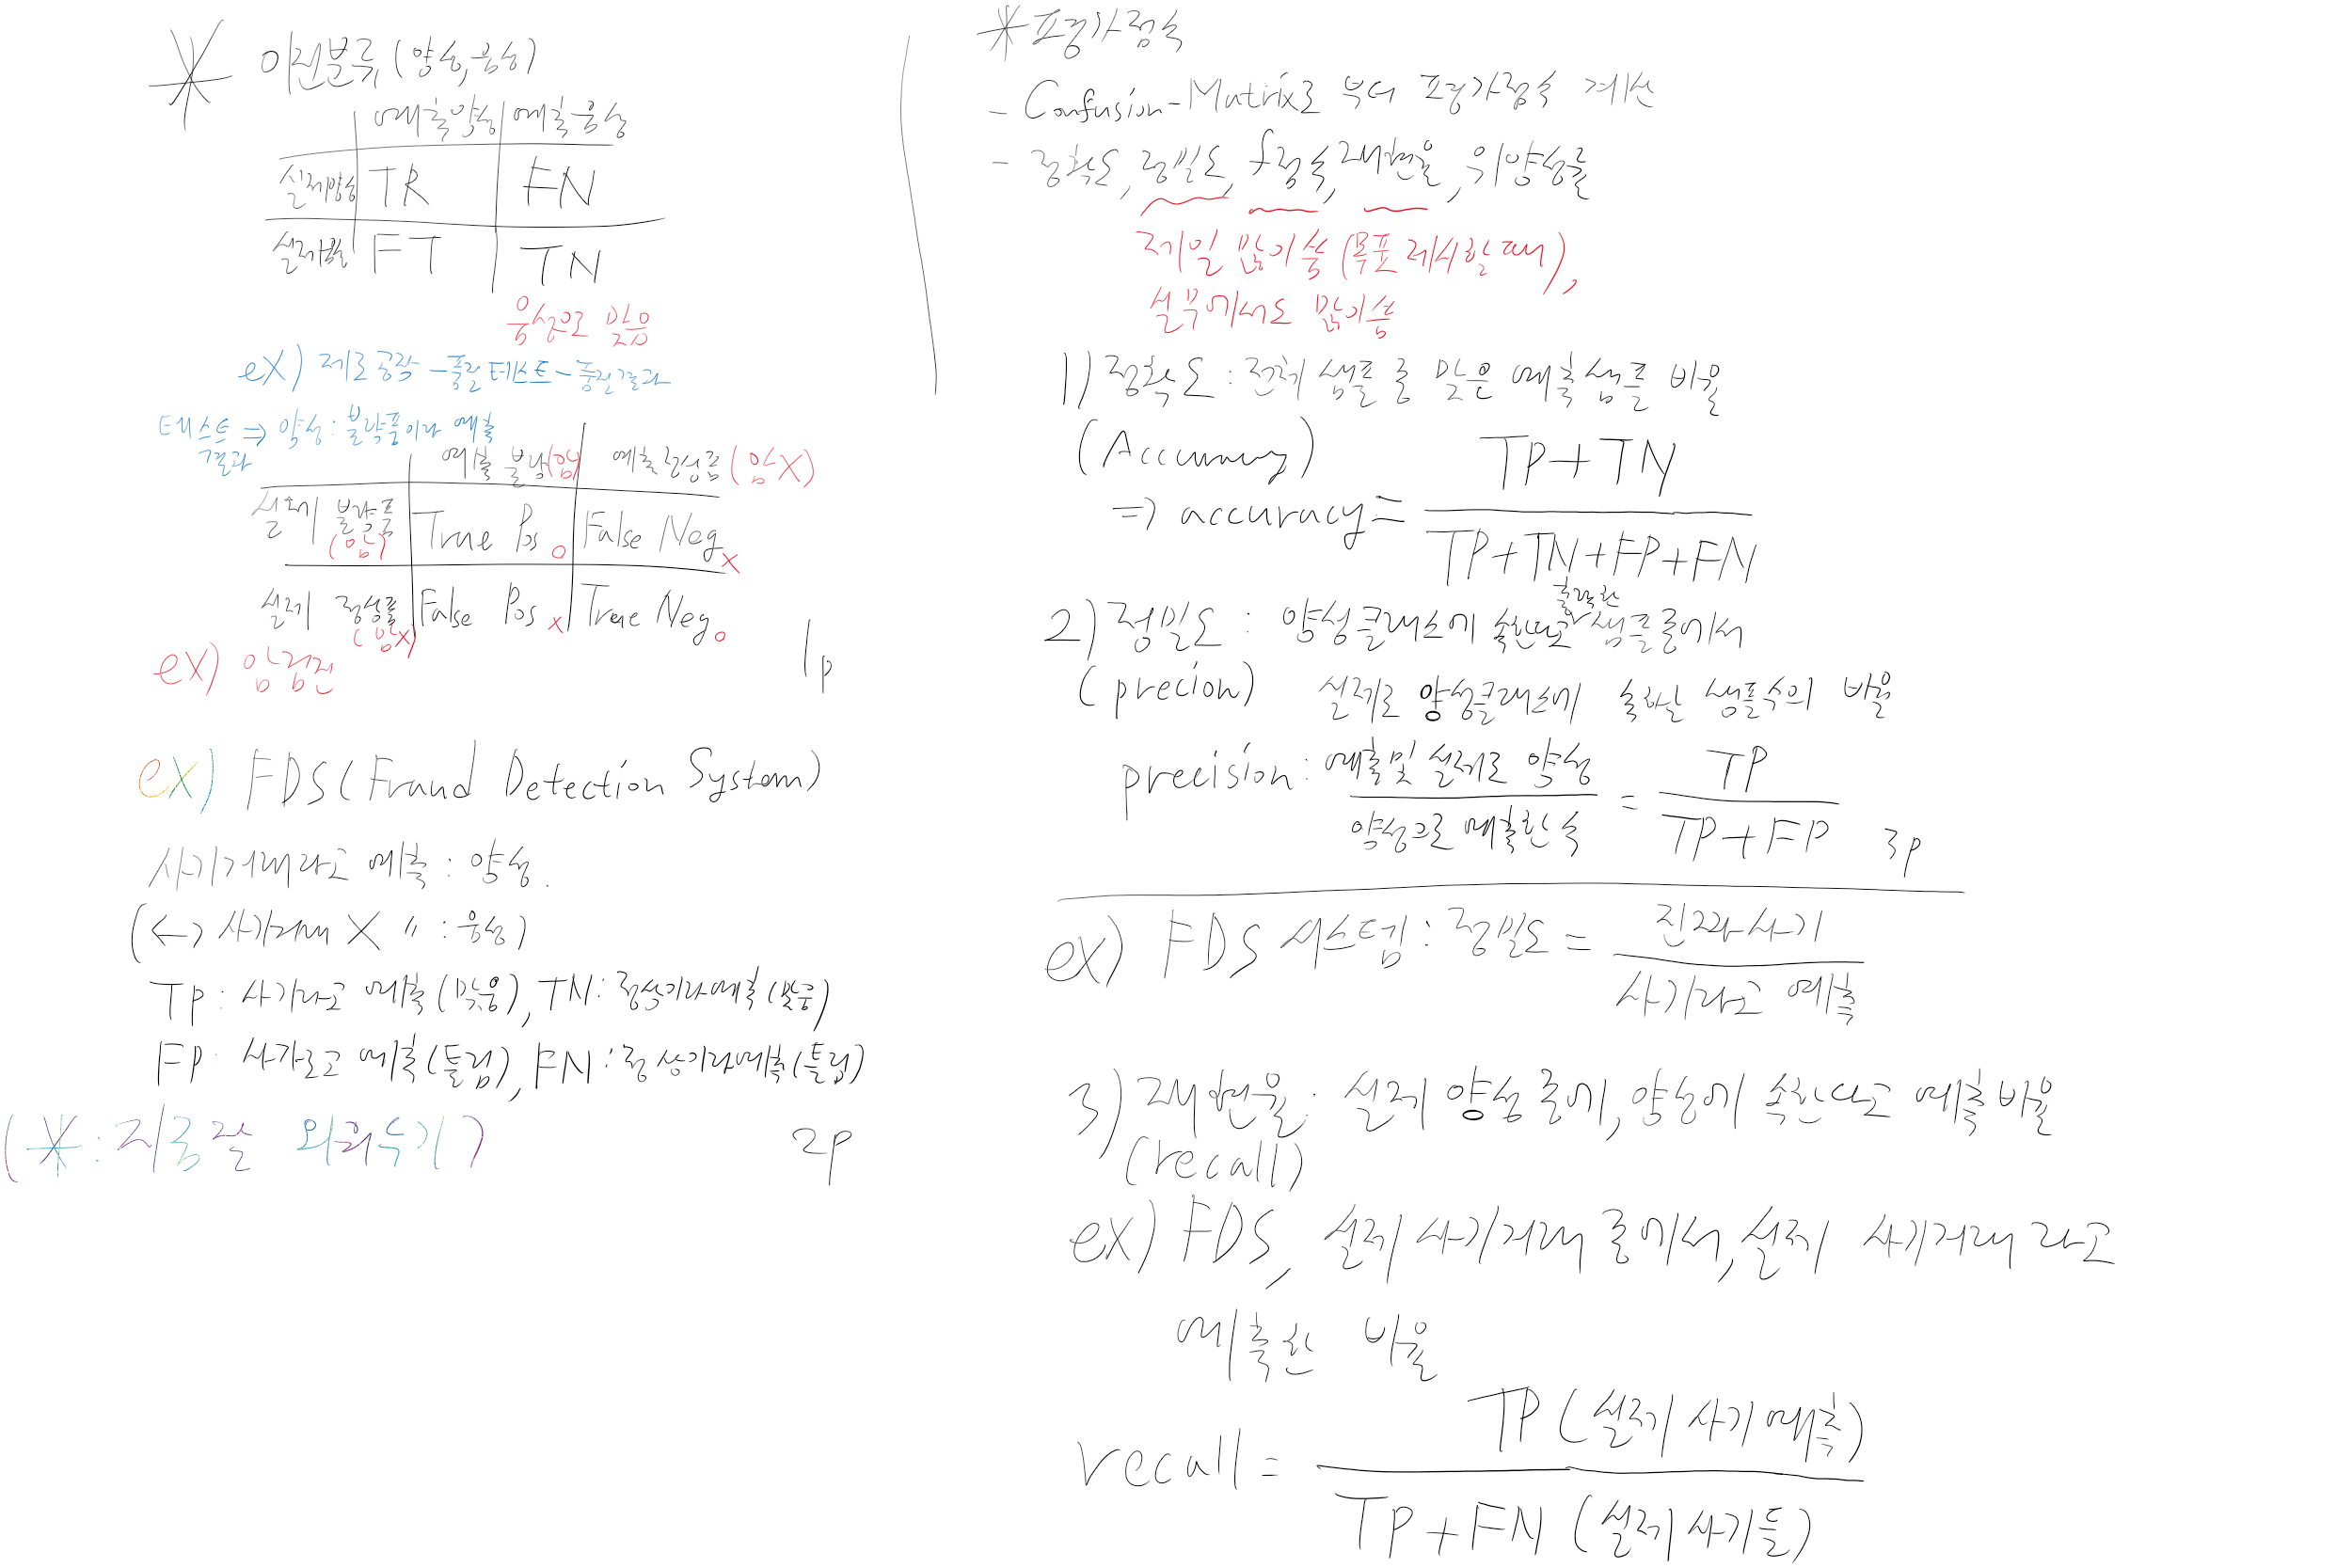 * 이진분류 (양성, 음성)
예측양성 예측음성
실제양성 TR FN
실제음성 FT TN
음성으로 맞음
ex) 제조공장 - 품질테스트 - 품질결과
테스트 결과 ⇒ 양성: 불량품이라 예측
예측 불량(암) 예측 정상품 (암X)
실제 불량품 (암) True Pos O False Neg X
실제 정상품 (암X) False Pos X True Neg O
ex) 암검진
1p
ex) FDS (Fraud Detection System)
사기거래라고 예측 : 양성.
(↔ 사기거래 X 〃 : 음성)
TP : 사기라고 예측 (맞음), TN : 정상이라예측 (맞음)
FP : 사기라고 예측 (틀림), FN : 정상이라예측 (틀림)
(* : 지금잘 외워두기)
2p
* 평가점수
- Confusion-Matrix로 부터 평가점수 계산
- 정확도, 정밀도, f점수, 재현율, 위양성률
제일 많이씀 (목표 제시할때),
실무에서도 많이씀
1) 정확도 : 전체 샘플 중 맞은 예측샘플 비율
(Accuracy)
⇒ accuracy = TP + TN
TP + TN + FP + FN
2) 정밀도 : 양성클래스에 속한다고 출력한 샘플중에서
(precion) 실제로 양성클래스에 속하는 샘플수의 비율
precision : 예측및 실제로 양성 = TP
양성으로 예측한 수 TP + FP
3p
ex) FDS 시스템 : 정밀도 = 진짜사기
사기라고 예측
3) 재현율 : 실제 양성 중에, 양성에 속한다고 예측비율
(recall)
ex) FDS, 실제 사기거래 중에서, 실제 사기거래 라고
예측한 비율
recall = TP (실제 사기 예측)
TP + FN (실제 사기들)